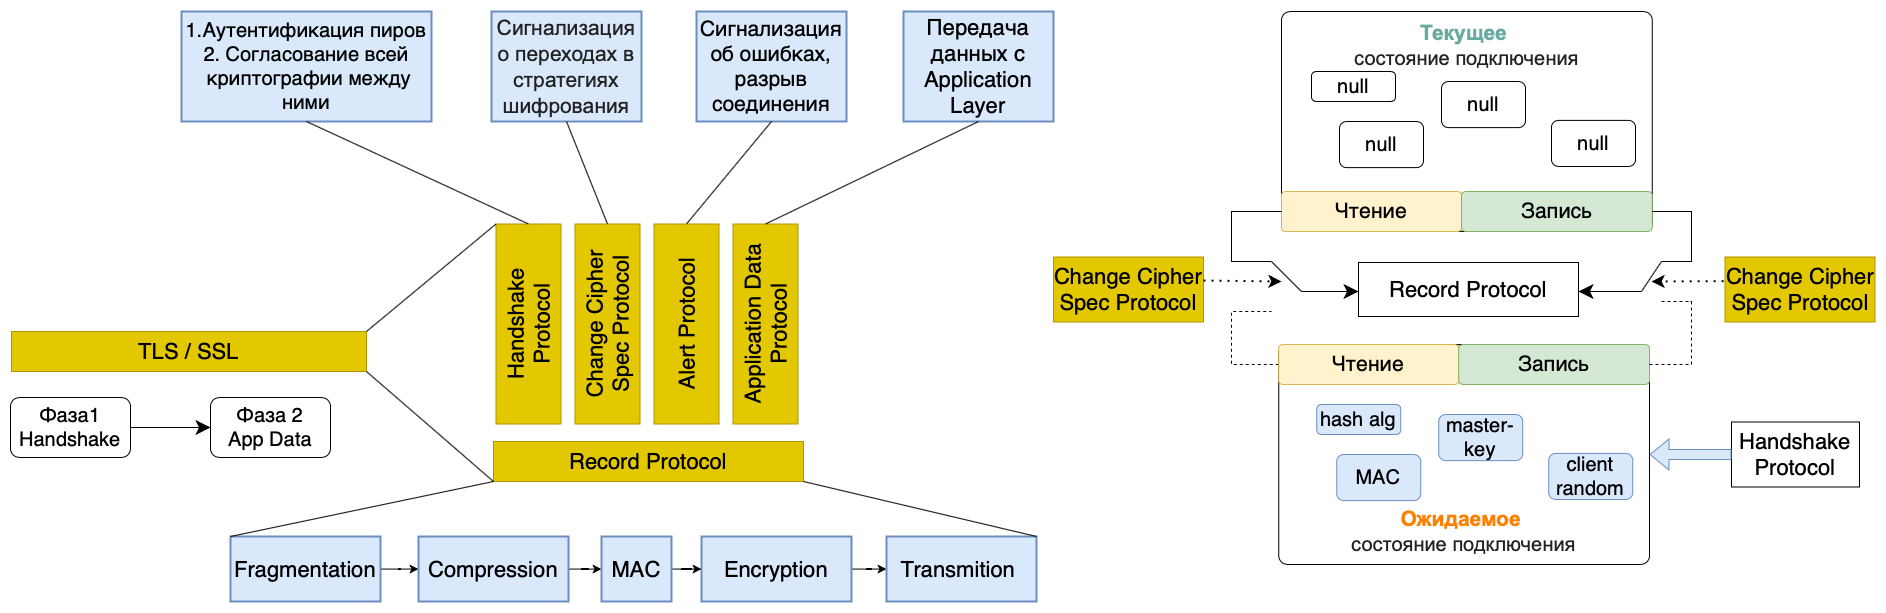 1.Аутентификация пиров
2. Согласование всей
криптографии между
ними
Сигнализация
о переходах в
стратегиях
шифрования
Сигнализация
об ошибках,
разрыв
соединения
Передача
данных с
Application
Layer
Handshake
Protocol
Change Cipher
Spec Protocol
Alert Protocol
Application Data
Protocol
TLS / SSL
Фаза1
Handshake
Фаза 2
App Data
Record Protocol
Fragmentation
Compression
MAC
Encryption
Transmition
Текущее
состояние подключения
null
null
null
null
Чтение
Запись
Change Cipher
Spec Protocol
Record Protocol
Change Cipher
Spec Protocol
Чтение
Запись
hash alg
master-
key
MAC
client
random
Ожидаемое
состояние подключения
Handshake
Protocol